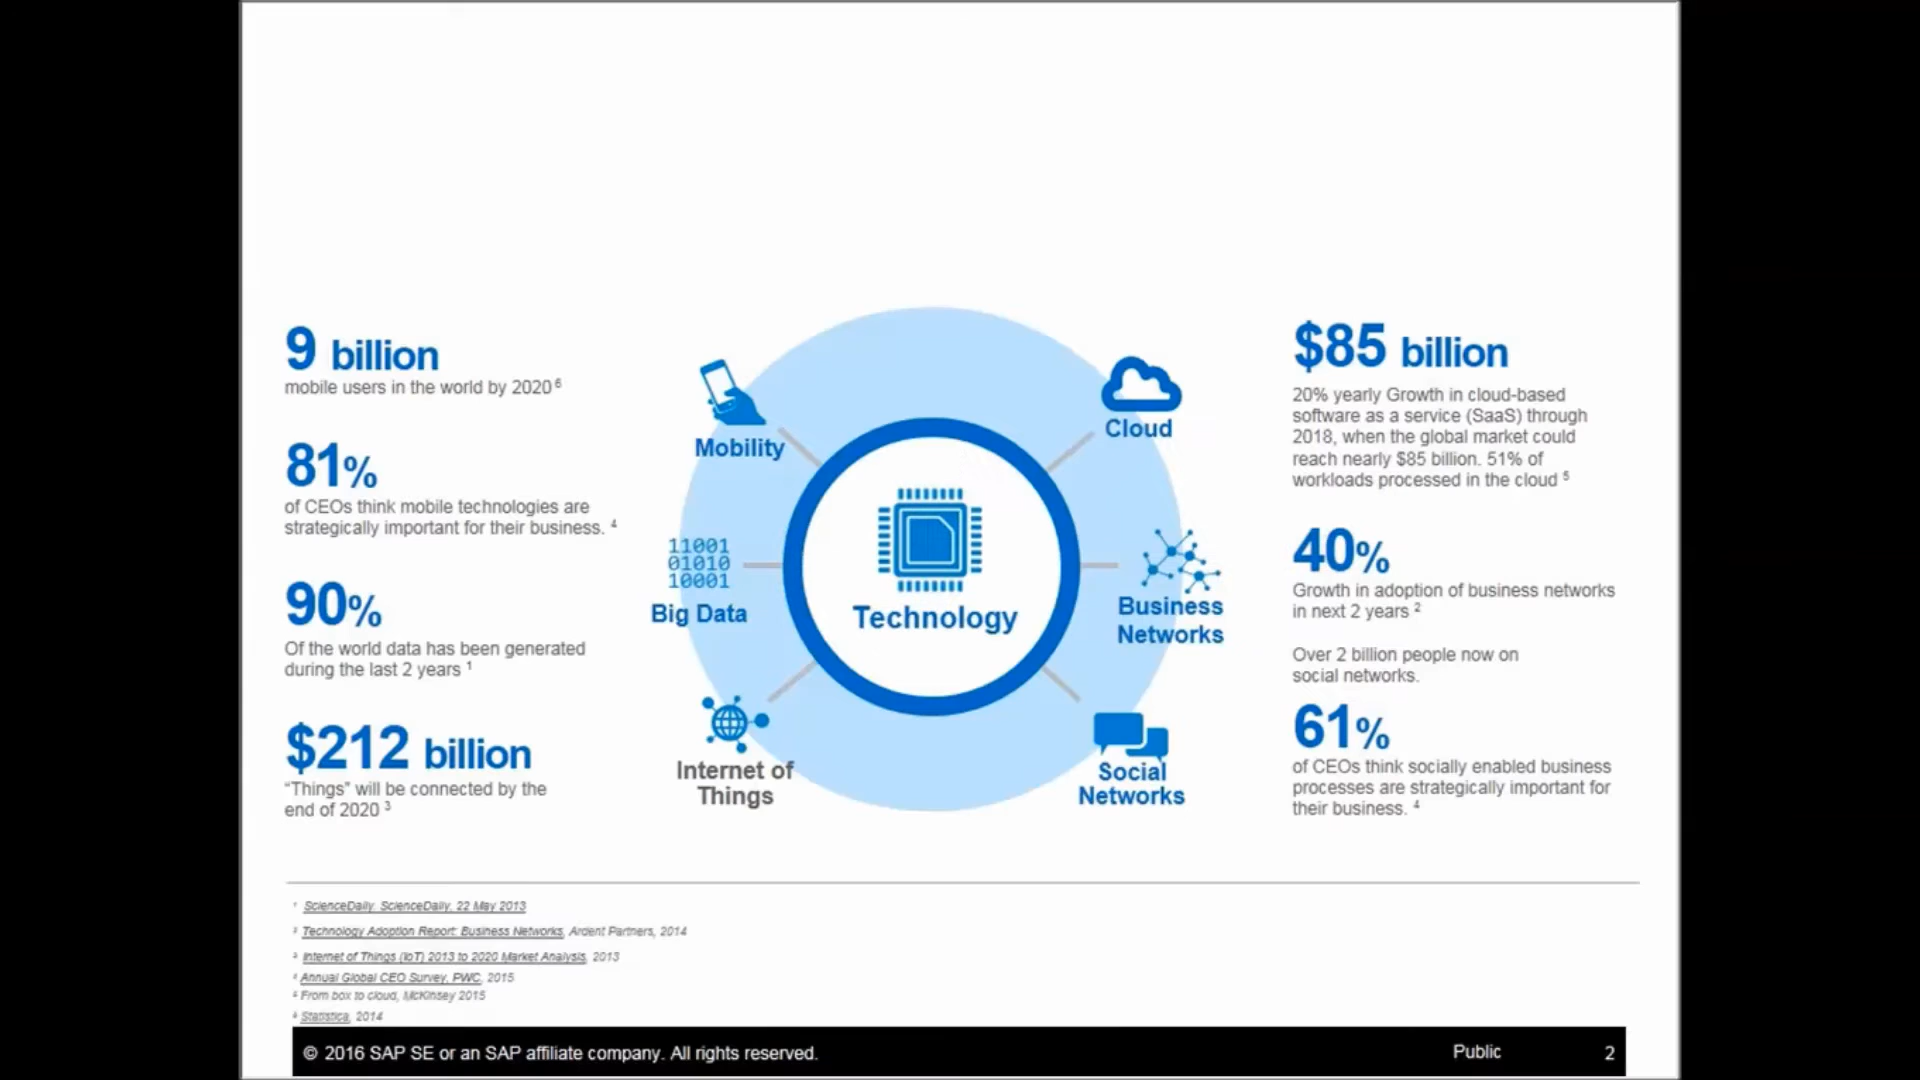 9 billion
mobile users in the world by 2020 6
81%
of CEOs think mobile technologies are
strategically important for their business. 4
90%
Of the world data has been generated
during the last 2 years 1
$212 billion
“Things” will be connected by the
end of 2020 3
Mobility
11001
01010
10001
Big Data
Internet of
Things
Technology
Cloud
Business
Networks
Social
Networks
$85 billion
20% yearly Growth in cloud-based
software as a service (SaaS) through
2018, when the global market could
reach nearly $85 billion. 51% of
workloads processed in the cloud 5
40%
Growth in adoption of business networks
in next 2 years 2
Over 2 billion people now on
social networks.
61%
of CEOs think socially enabled business
processes are strategically important for
their business. 4
1 ScienceDaily. ScienceDaily, 22 May 2013
Technology Adoption Report: Business Networks, Ardent Partners, 2014
3 Internet of Things (IoT) 2013 to 2020 Market Analysis, 2013
4 Annual Global CEO Survey, PWC, 2015
5 From box to cloud, McKinsey 2015
Statistica, 2014
© 2016 SAP SE or an SAP affiliate company. All rights reserved.
Public
2